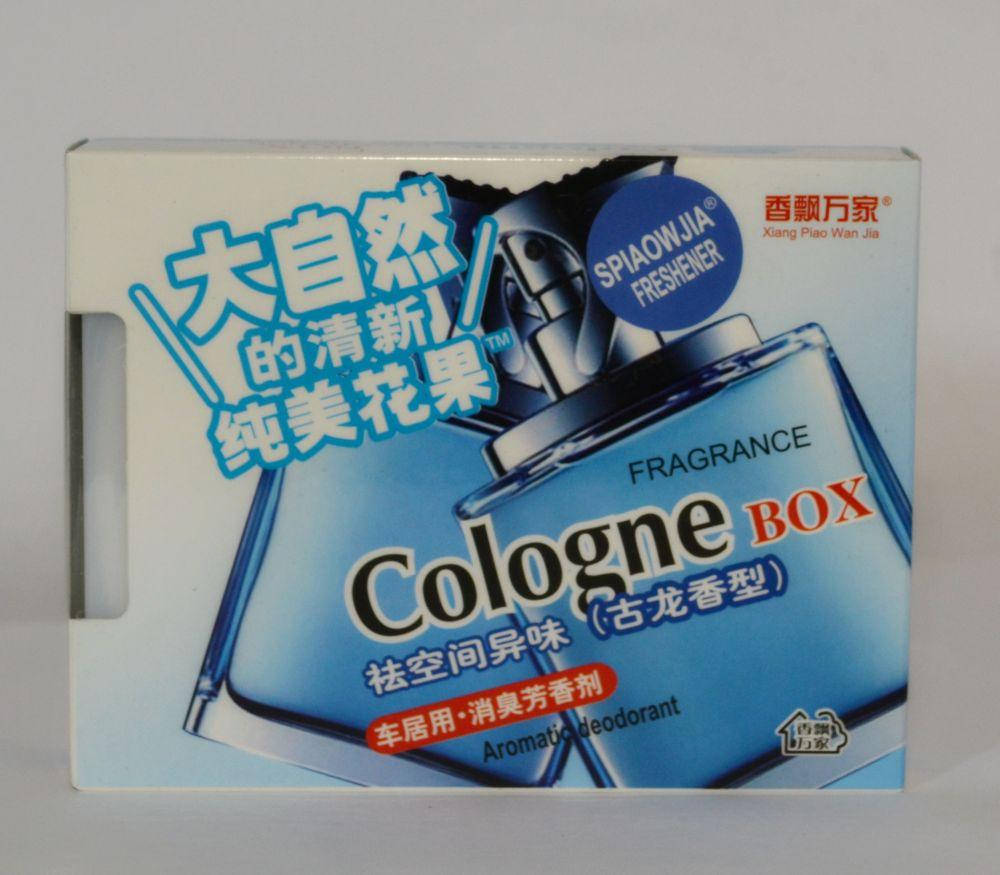 大自然
的清新
纯美花果™
SPIAOWJIA®
FRESHENER
香飘万家®
Xiang Piao Wan Jia
FRAGRANCE
Cologne BOX
祛空间异味（古龙香型）
车居用·消臭芳香剂
Aromatic deodorant
香飘
万家